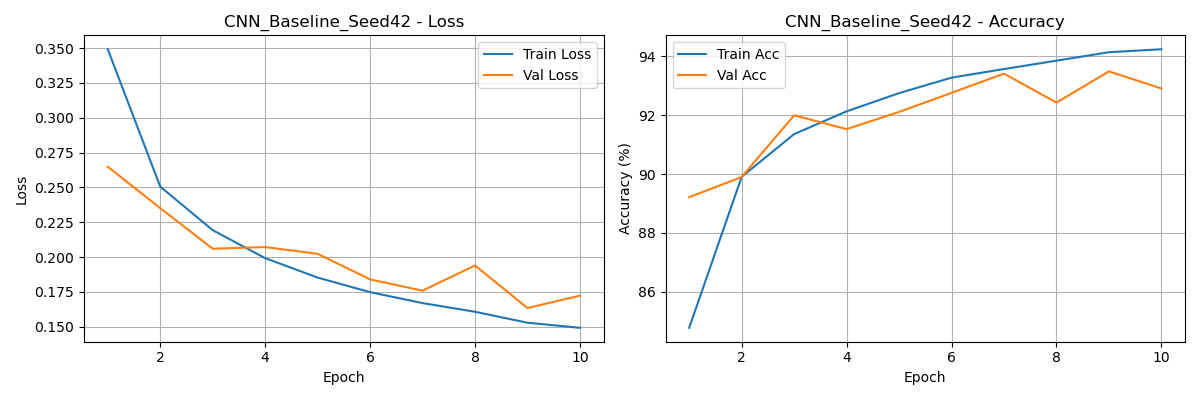 CNN_Baseline_Seed42 - Loss
Loss
0.350
0.325
0.300
0.275
0.250
0.225
0.200
0.175
0.150
Train Loss
Val Loss
2
4
6
8
10
Epoch
CNN_Baseline_Seed42 - Accuracy
Accuracy (%)
94
92
90
88
86
Train Acc
Val Acc
2
4
6
8
10
Epoch